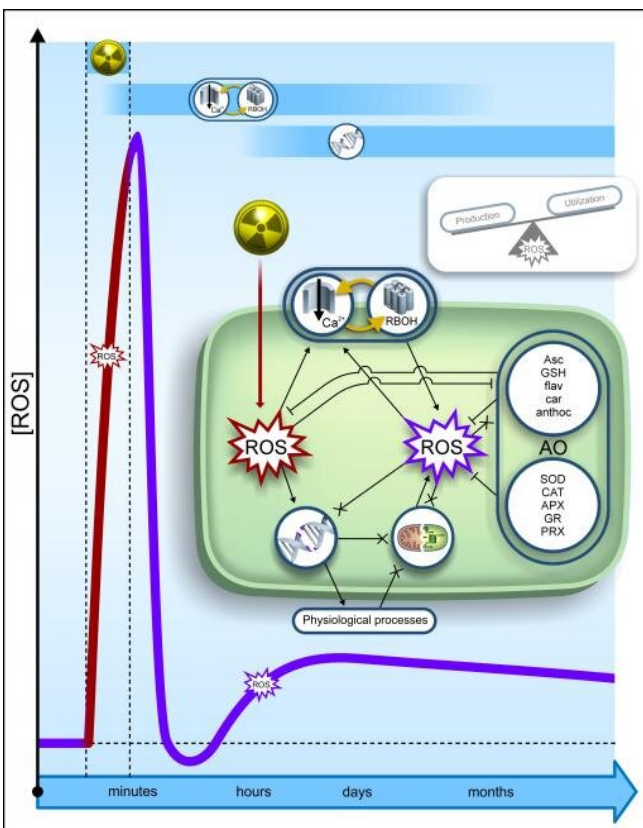 [ROS]
Ca²⁺
RBOH
Production
Utilization
ROS
ROS
Ca²⁺
RBOH
Asc
GSH
flav
car
anthoc
ROS
ROS
AO
SOD
CAT
APX
GR
PRX
Physiological processes
ROS
minutes
hours
days
months